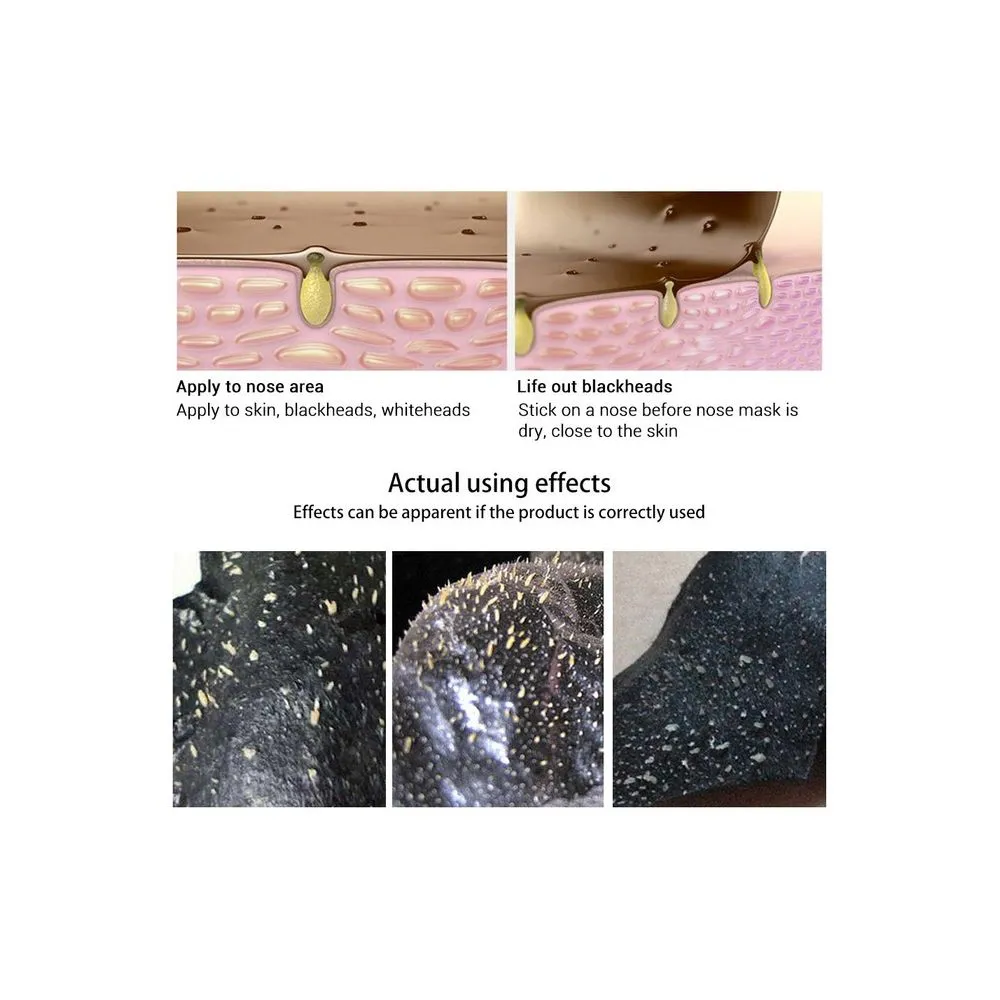 Apply to nose area
Apply to skin, blackheads, whiteheads
Life out blackheads
Stick on a nose before nose mask is
dry, close to the skin
Actual using effects
Effects can be apparent if the product is correctly used